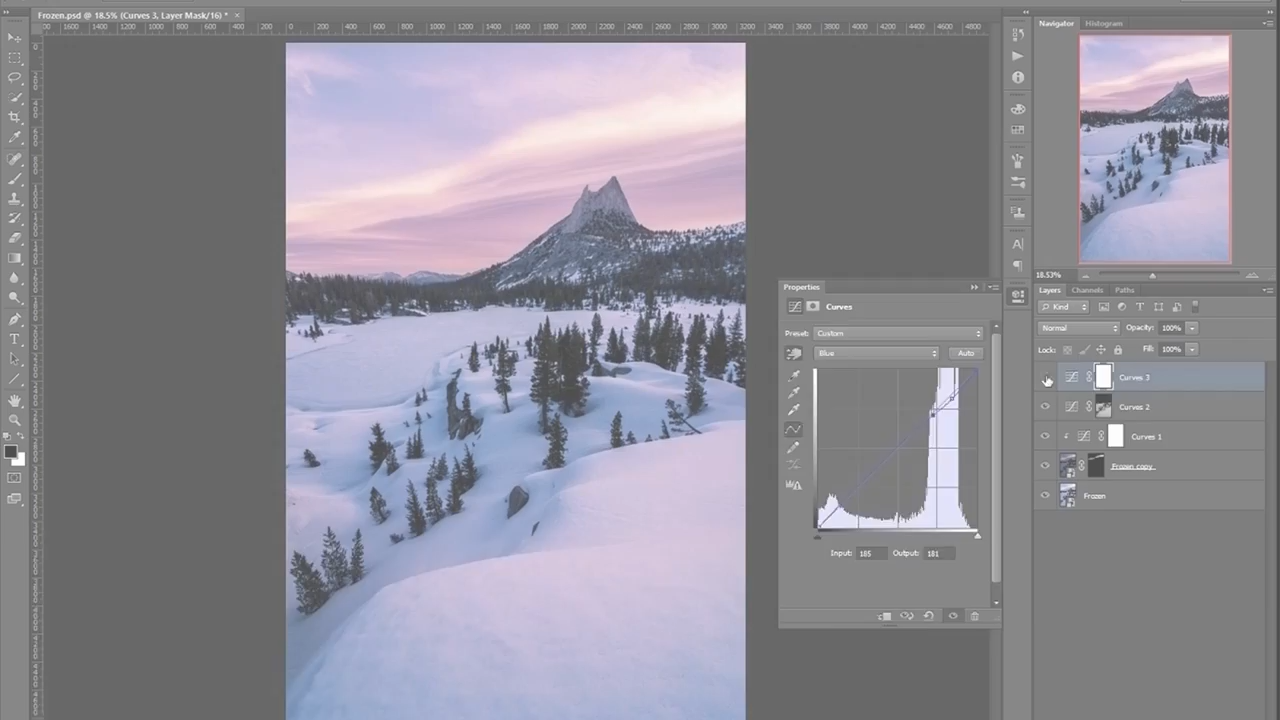 Frozen.psd @ 18.5% (Curves 3, Layer Mask/16) * ×
Navigator Histogram
18.53%
Properties
Curves
Preset: Custom
Blue Auto
Input: 185 Output: 181
Layers Channels Paths
Kind
Normal Opacity: 100%
Lock: Fill: 100%
Curves 3
Curves 2
Curves 1
Frozen copy
Frozen